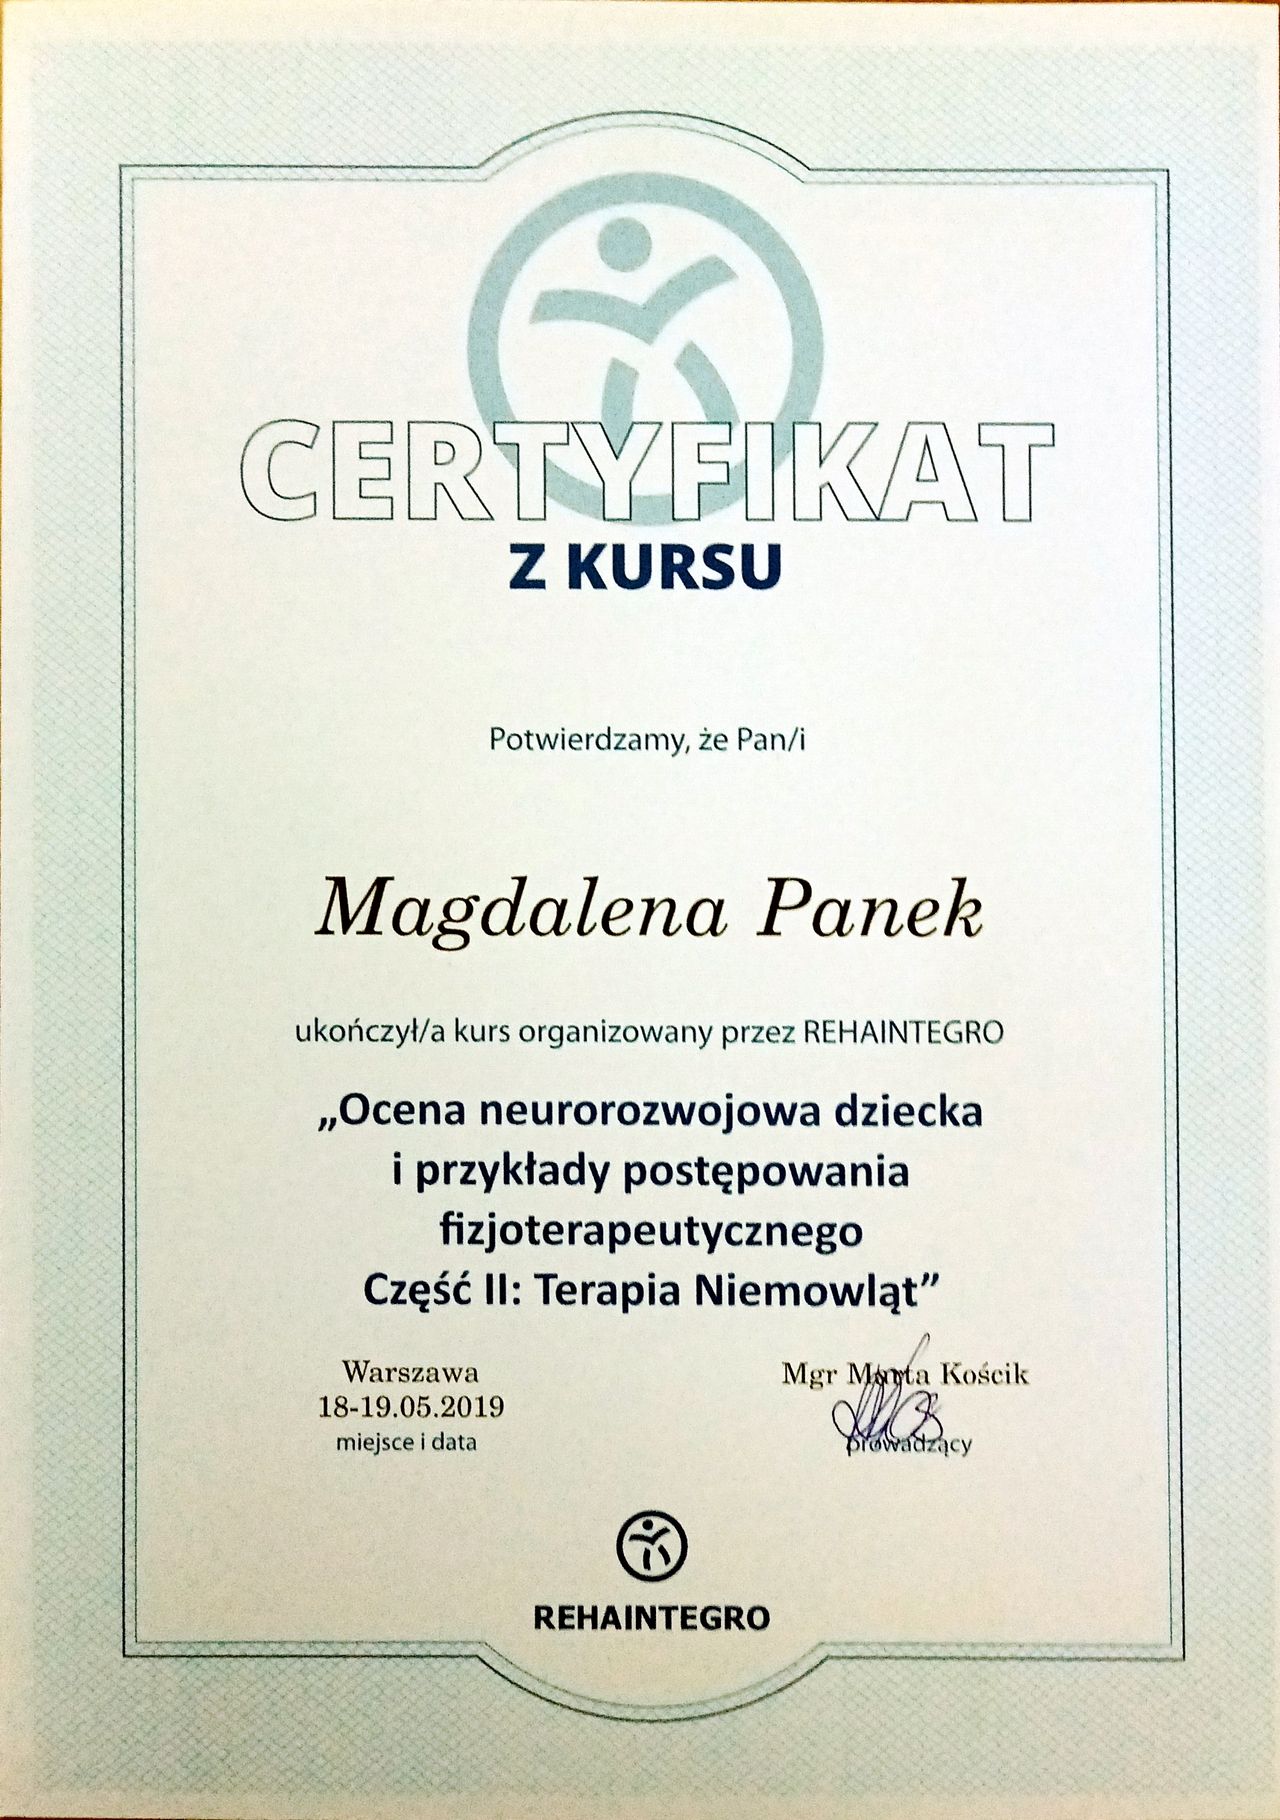 CERTYFIKAT
Z KURSU
Potwierdzamy, że Pan/i
Magdalena Panek
ukończył/a kurs organizowany przez REHAINTEGRO
„Ocena neurorozwojowa dziecka
i przykłady postępowania
fizjoterapeutycznego
Część II: Terapia Niemowląt”
Warszawa
18-19.05.2019
miejsce i data
Mgr Marta Kościk
prowadzący
REHAINTEGRO